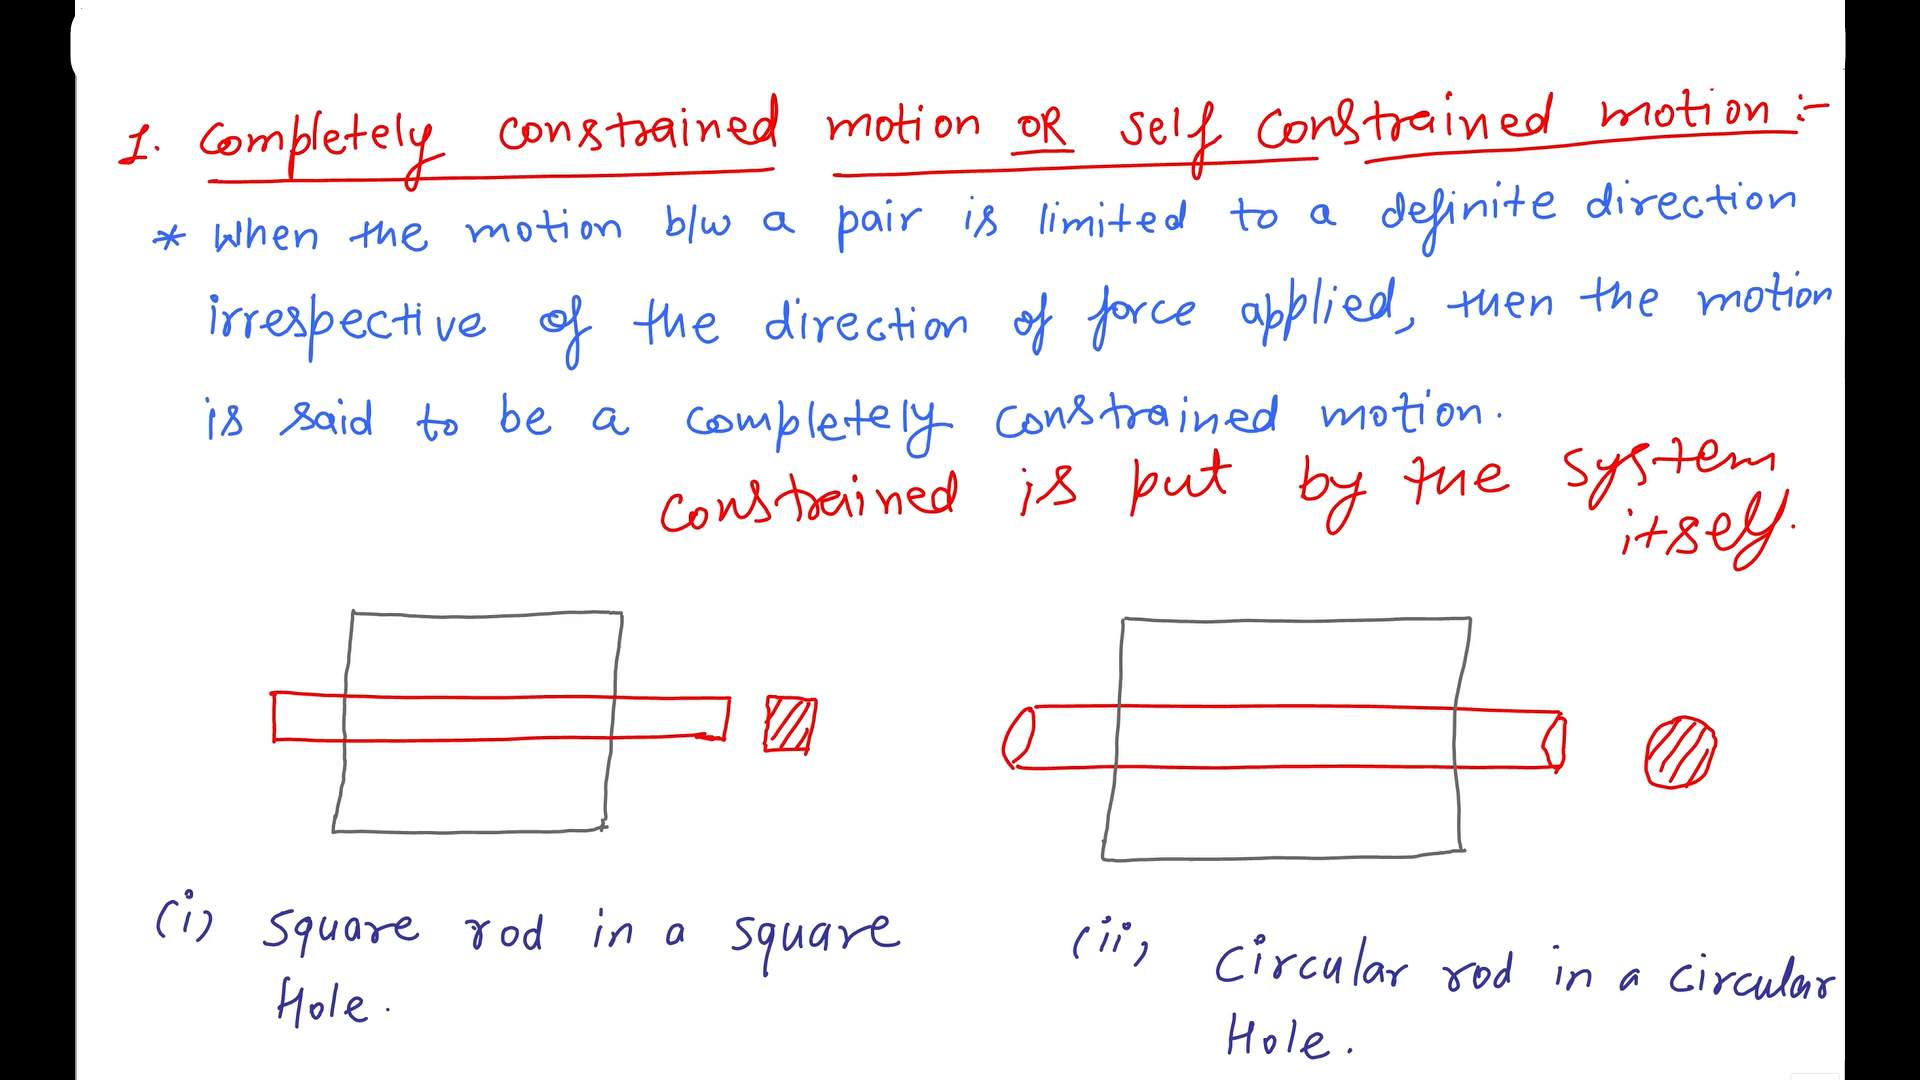 1. Completely constrained motion OR self constrained motion :-
* When the motion b/w a pair is limited to a definite direction
irrespective of the direction of force applied, then the motion
is said to be a completely constrained motion.
constrained is put by the system
itself.
(i) Square rod in a square
Hole.
(ii) Circular rod in a circular
Hole.